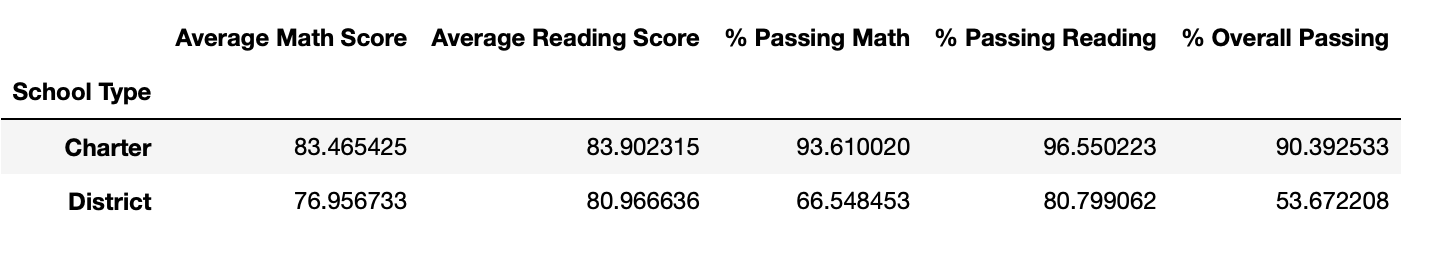 Average Math Score Average Reading Score % Passing Math % Passing Reading % Overall Passing
School Type
Charter 83.465425 83.902315 93.610020 96.550223 90.392533
District 76.956733 80.966636 66.548453 80.799062 53.672208